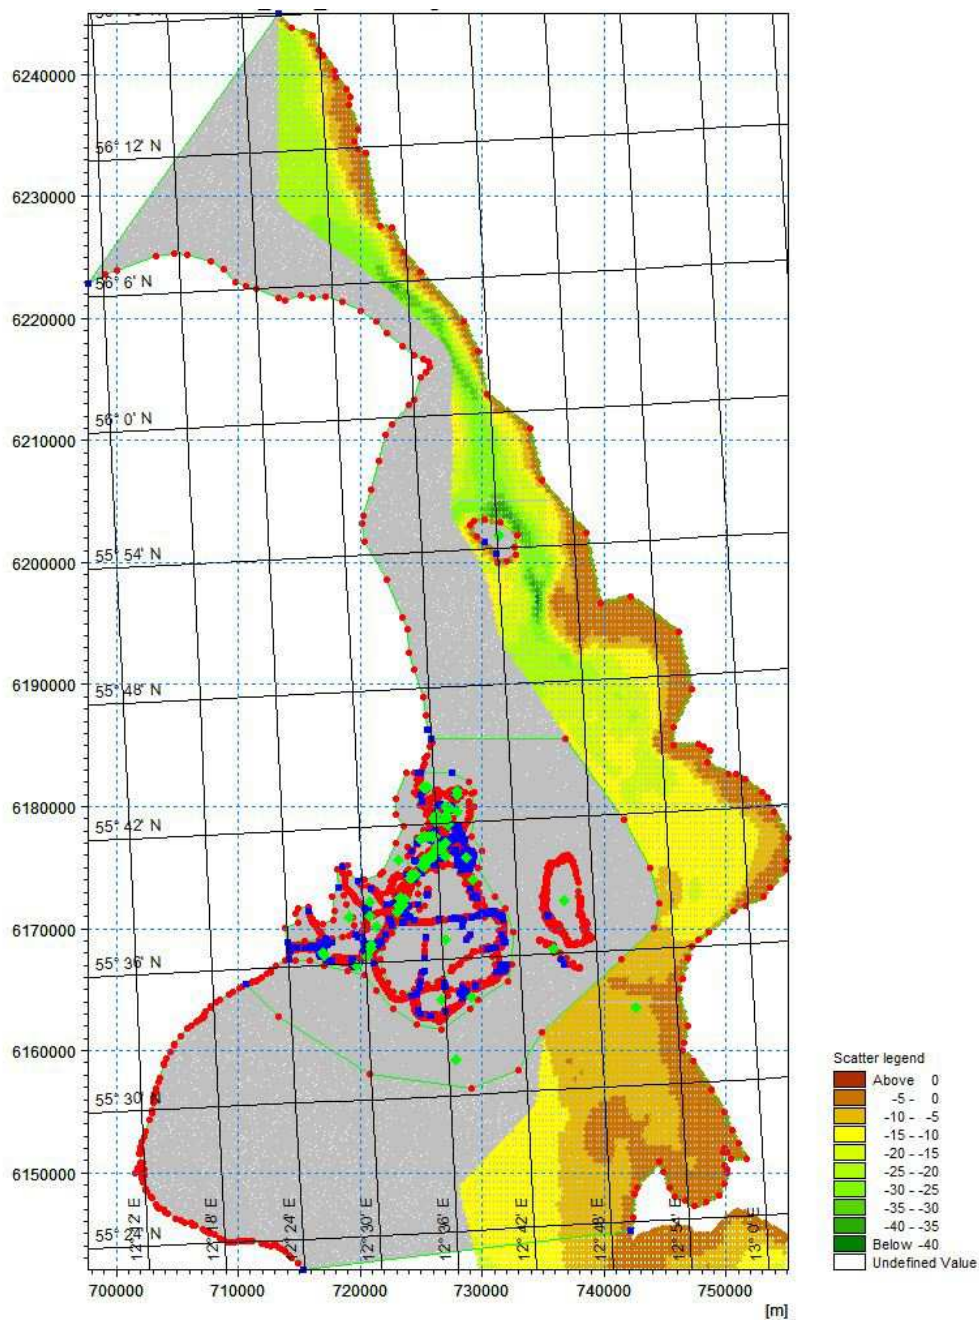 6240000
56° 12' N
6230000
56° 6' N
6220000
56° 0' N
6210000
55° 54' N
6200000
55° 48' N
6190000
6180000
55° 42' N
6170000
55° 36' N
6160000
55° 30' N
6150000
55° 24' N
12° 12' E
12° 18' E
12° 24' E
12° 30' E
12° 36' E
12° 42' E
12° 48' E
12° 54' E
13° 0' E
700000 710000 720000 730000 740000 750000
[m]
Scatter legend
Above 0
-5 - 0
-10 - -5
-15 - -10
-20 - -15
-25 - -20
-30 - -25
-35 - -30
-40 - -35
Below -40
Undefined Value